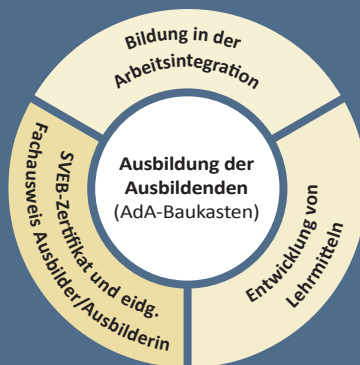 Bildung in der
Arbeitsintegration
Ausbildung der
Ausbildenden
(AdA-Baukasten)
SVEB-Zertifikat und eidg.
Fachausweis Ausbilder/Ausbilderin
Entwicklung von
Lehrmitteln